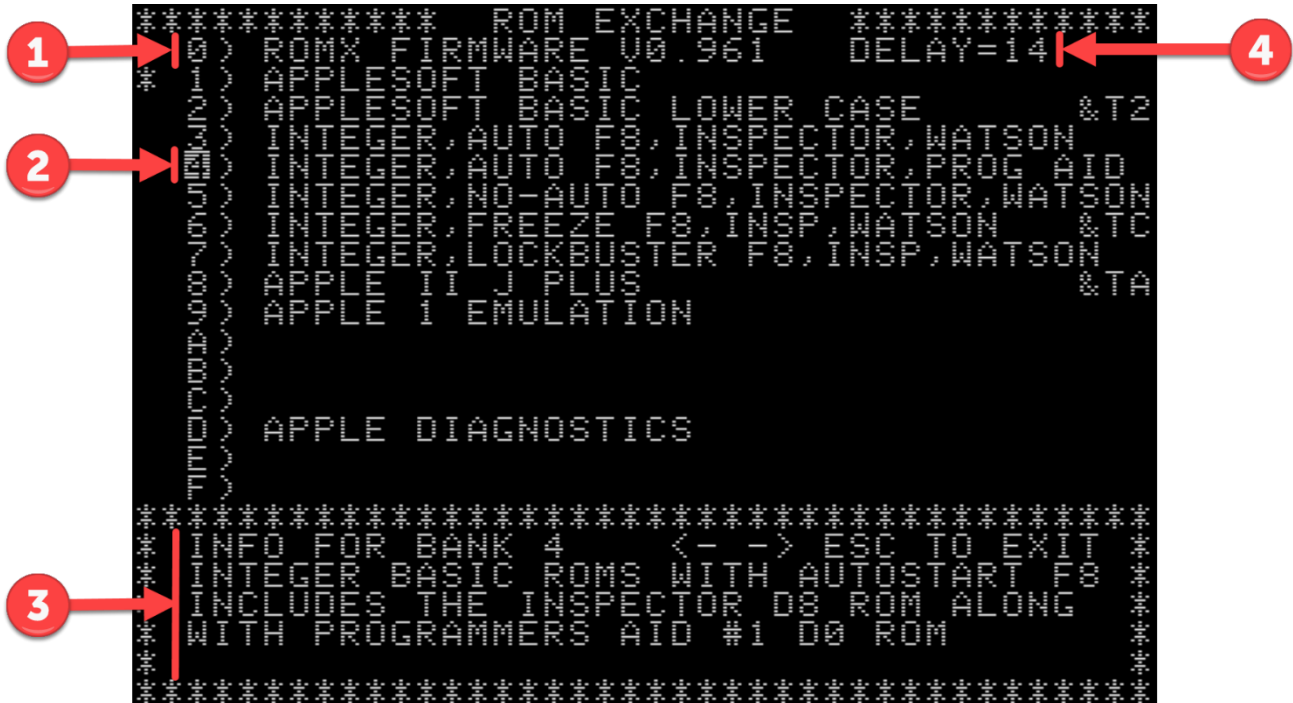 ************ ROM EXCHANGE ************
0) ROMX FIRMWARE V0.961 DELAY=14
* 1) APPLESOFT BASIC
2) APPLESOFT BASIC LOWER CASE &T2
3) INTEGER,AUTO F8,INSPECTOR,WATSON
4) INTEGER,AUTO F8,INSPECTOR,PROG AID
5) INTEGER,NO-AUTO F8,INSPECTOR,WATSON
6) INTEGER,FREEZE F8,INSP,WATSON &TC
7) INTEGER,LOCKBUSTER F8,INSP,WATSON
8) APPLE II J PLUS &TA
9) APPLE 1 EMULATION
A)
B)
C)
D) APPLE DIAGNOSTICS
E)
F)
****************************************
* INFO FOR BANK 4 <- -> ESC TO EXIT *
* INTEGER BASIC ROMS WITH AUTOSTART F8 *
* INCLUDES THE INSPECTOR D8 ROM ALONG *
* WITH PROGRAMMERS AID #1 D0 ROM *
* *
****************************************
1
2
3
4